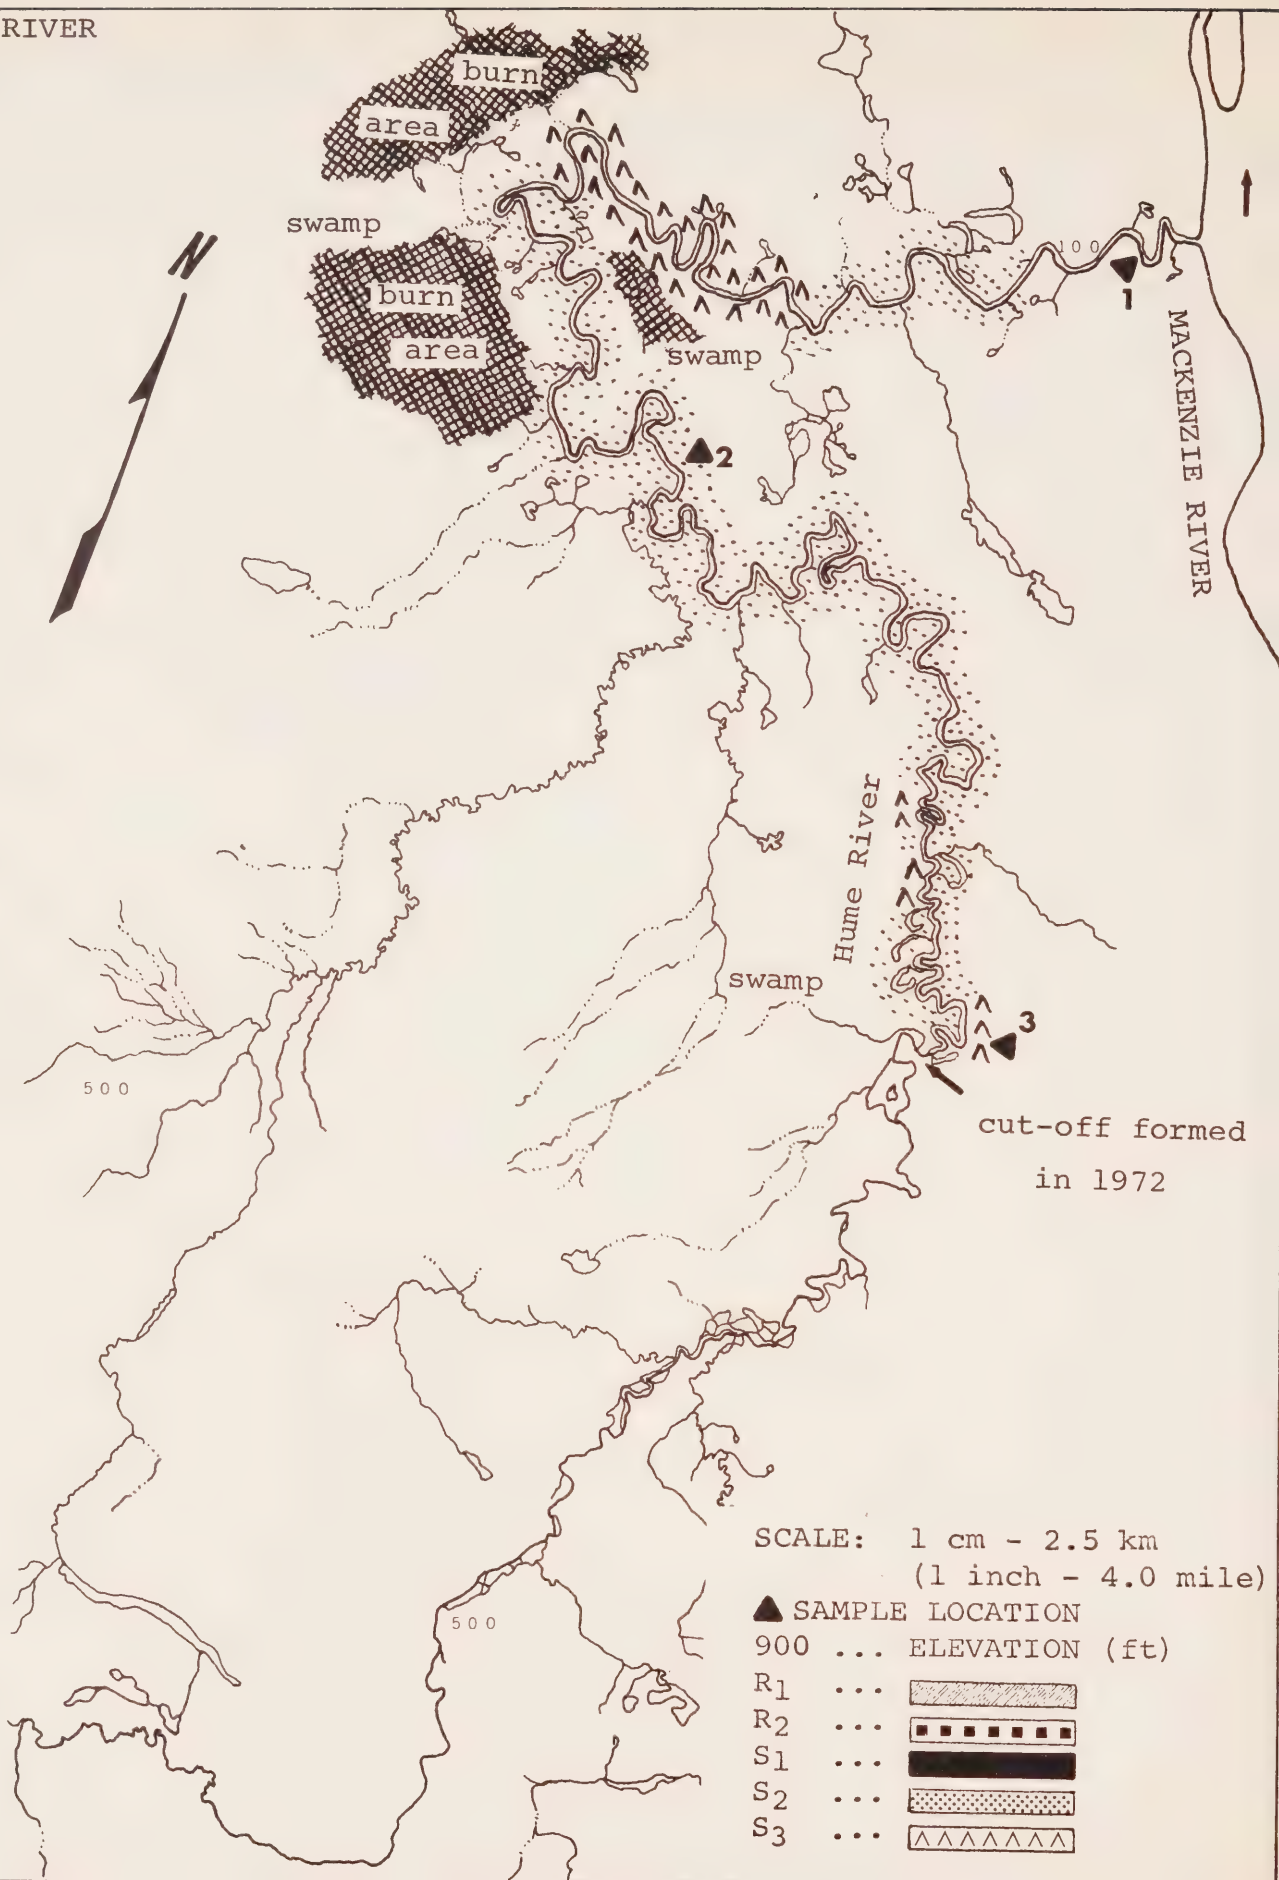 RIVER
burn
area
swamp
N
burn
area
swamp
100
1
MACKENZIE RIVER
2
Hume River
swamp
3
500
cut-off formed
in 1972
SCALE: 1 cm - 2.5 km
(1 inch - 4.0 mile)
SAMPLE LOCATION
500
900 ... ELEVATION (ft)
R1 ...
R2 ...
S1 ...
S2 ...
S3 ...